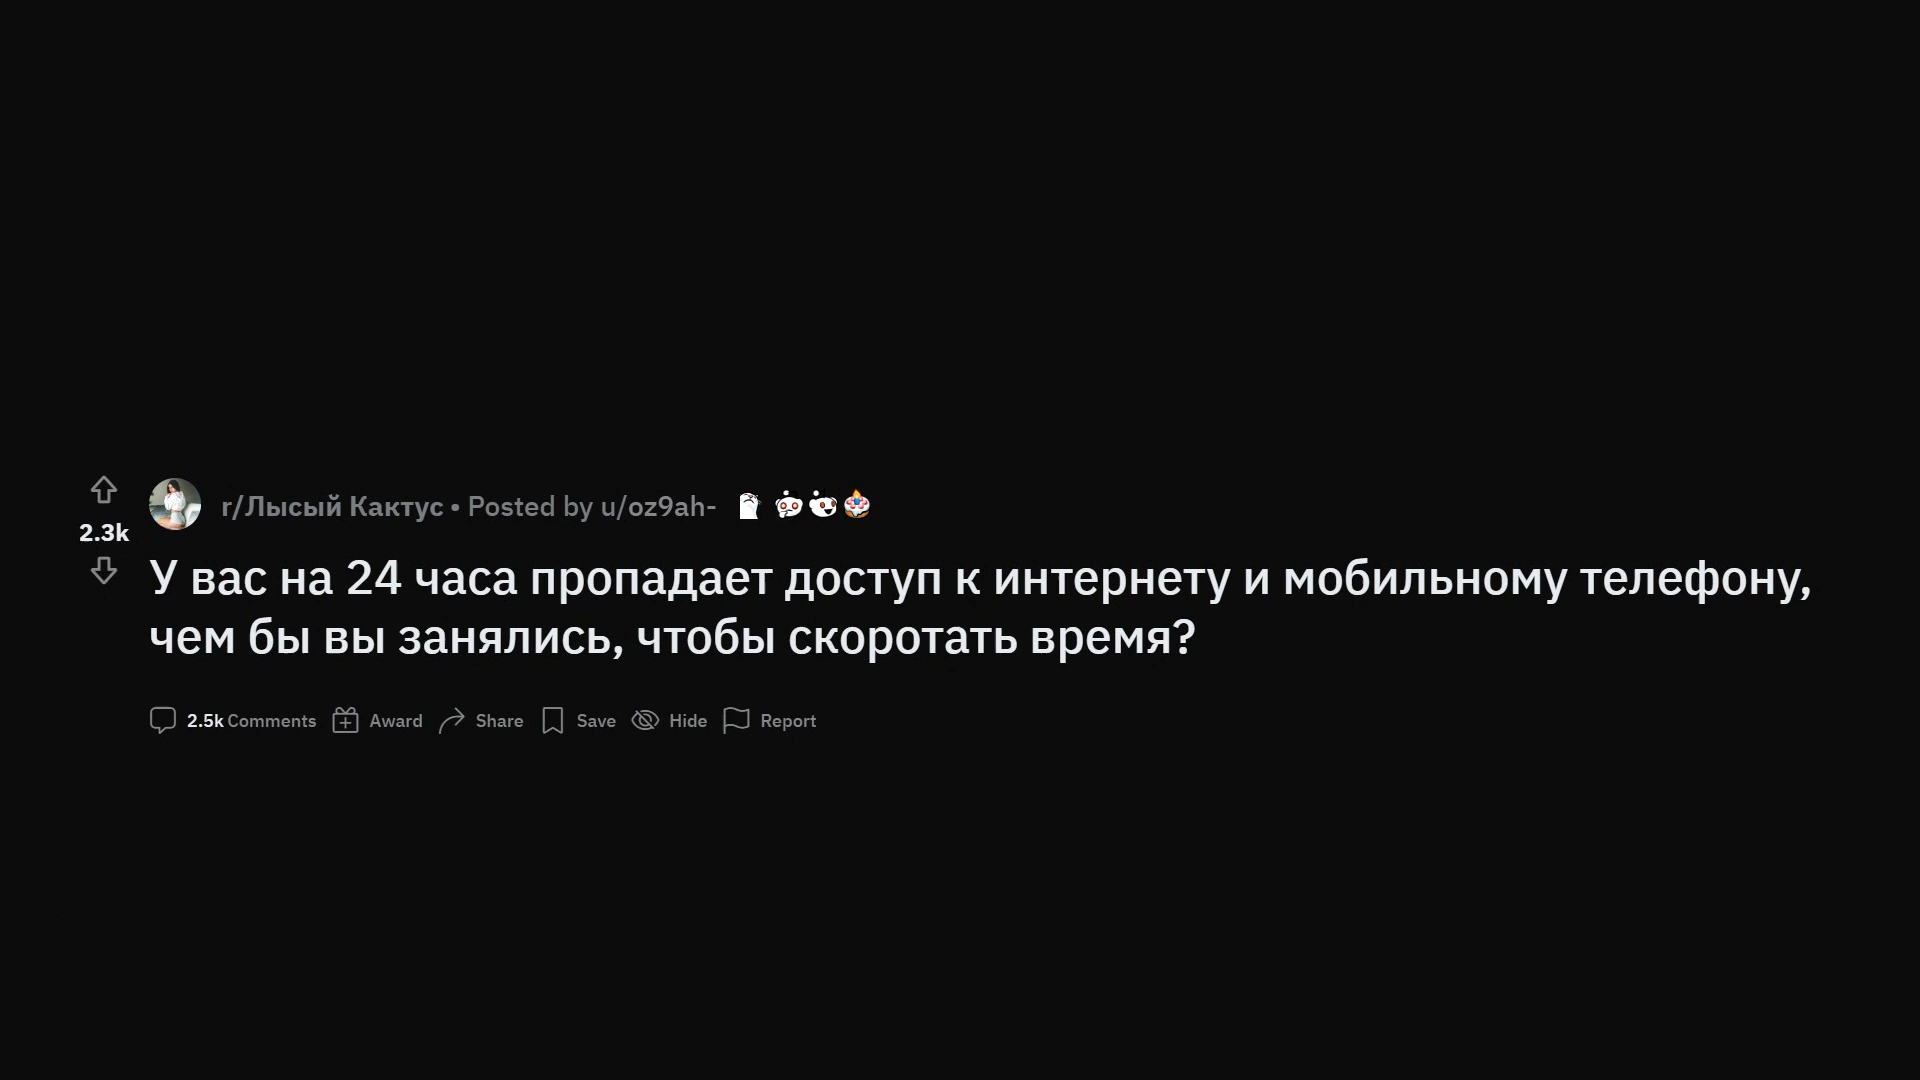 r/Лысый Кактус • Posted by u/oz9ah-
2.3k
У вас на 24 часа пропадает доступ к интернету и мобильному телефону,
чем бы вы занялись, чтобы скоротать время?
2.5k Comments Award Share Save Hide Report